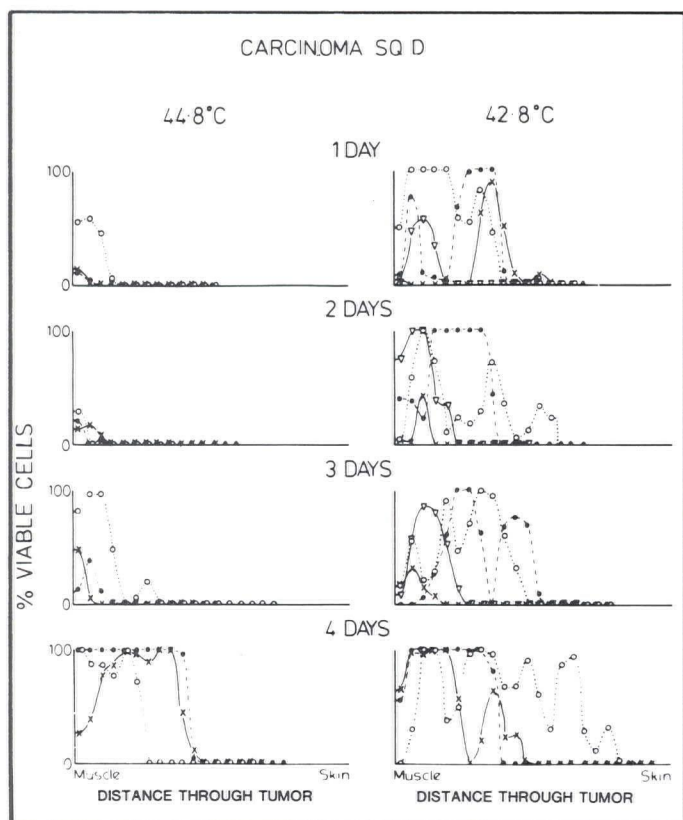 CARCINOMA SQ D
44·8°C
42·8°C
1 DAY
100
0
2 DAYS
100
0
3 DAYS
100
0
4 DAYS
100
0
% VIABLE CELLS
Muscle
Skin
Muscle
Skin
DISTANCE THROUGH TUMOR
DISTANCE THROUGH TUMOR